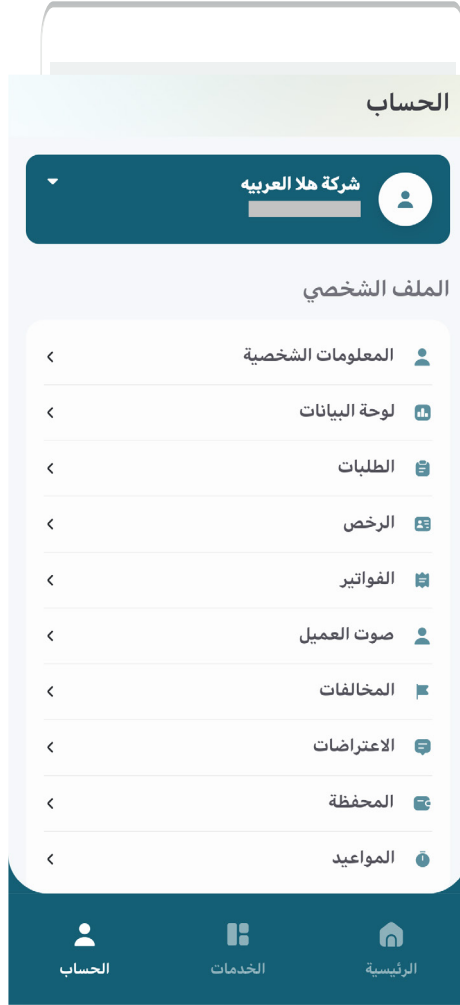 الحساب
شركة هلا العربيه
الملف الشخصي
المعلومات الشخصية
لوحة البيانات
الطلبات
الرخص
الفواتير
صوت العميل
المخالفات
الاعتراضات
المحفظة
المواعيد
الرئيسية
الخدمات
الحساب